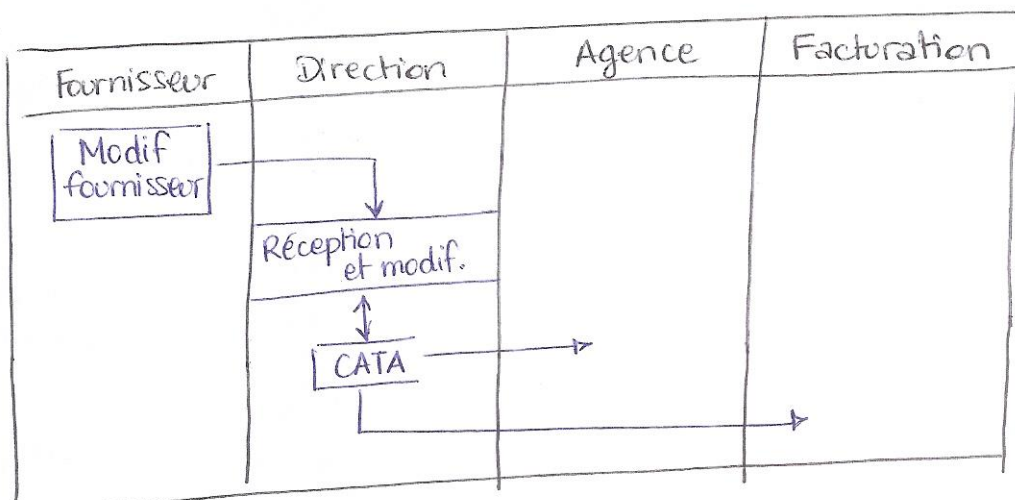 Fournisseur
Direction
Agence
Facturation
Modif
fournisseur
Réception
et modif.
CATA